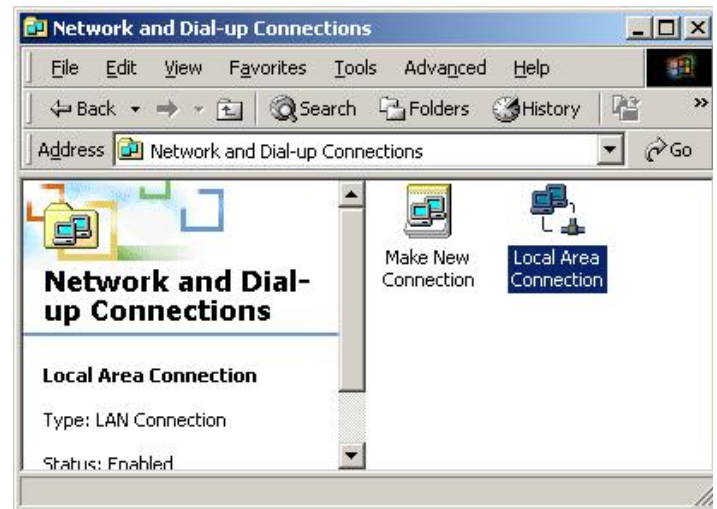 Network and Dial-up Connections
File Edit View Favorites Tools Advanced Help
Back Search Folders History »
Address Network and Dial-up Connections Go
Network and Dial-
up Connections
Local Area Connection
Type: LAN Connection
Status: Enabled
Make New
Connection
Local Area
Connection